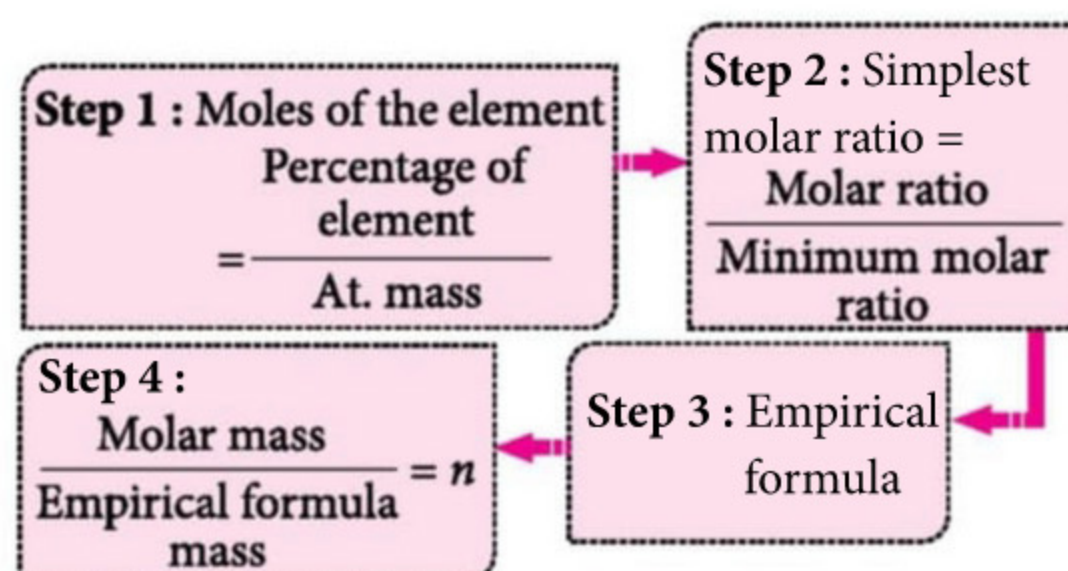 Step 1 : Moles of the element
Percentage of
element
=
At. mass
Step 2 : Simplest
molar ratio =
Molar ratio
Minimum molar
ratio
Step 3 : Empirical
formula
Step 4 :
Molar mass
= n
Empirical formula
mass